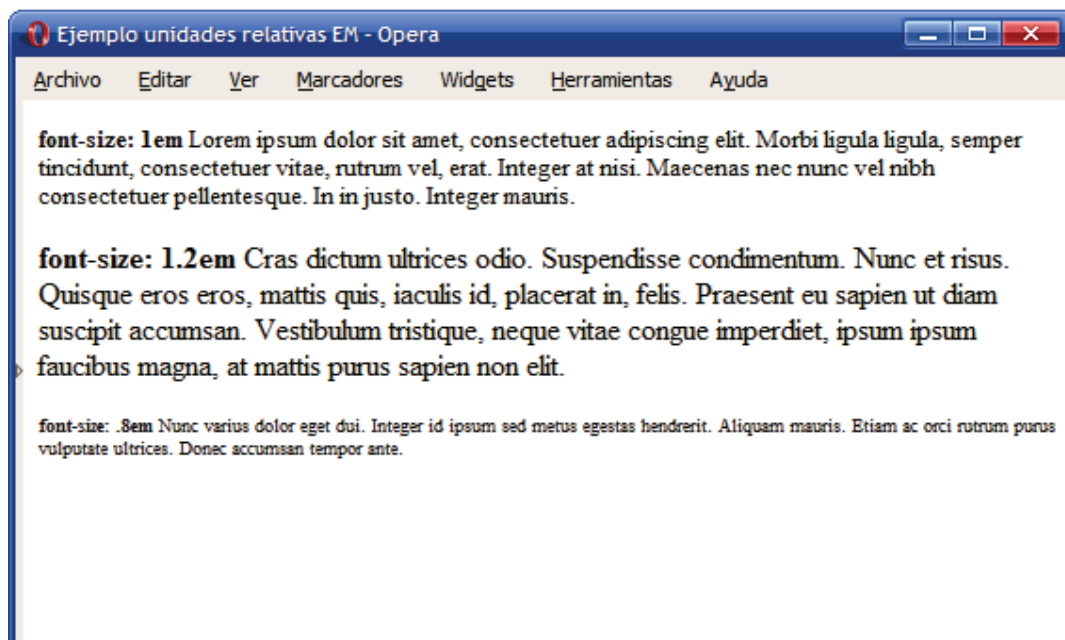 Ejemplo unidades relativas EM - Opera
Archivo Editar Ver Marcadores Widgets Herramientas Ayuda
font-size: 1em Lorem ipsum dolor sit amet, consectetuer adipiscing elit. Morbi ligula ligula, semper
tincidunt, consectetuer vitae, rutrum vel, erat. Integer at nisi. Maecenas nec nunc vel nibh
consectetuer pellentesque. In in justo. Integer mauris.
font-size: 1.2em Cras dictum ultrices odio. Suspendisse condimentum. Nunc et risus.
Quisque eros eros, mattis quis, iaculis id, placerat in, felis. Praesent eu sapien ut diam
suscipit accumsan. Vestibulum tristique, neque vitae congue imperdiet, ipsum ipsum
faucibus magna, at mattis purus sapien non elit.
font-size: .8em Nunc varius dolor eget dui. Integer id ipsum sed metus egestas hendrerit. Aliquam mauris. Etiam ac orci rutrum purus
vulputate ultrices. Donec accumsan tempor ante.